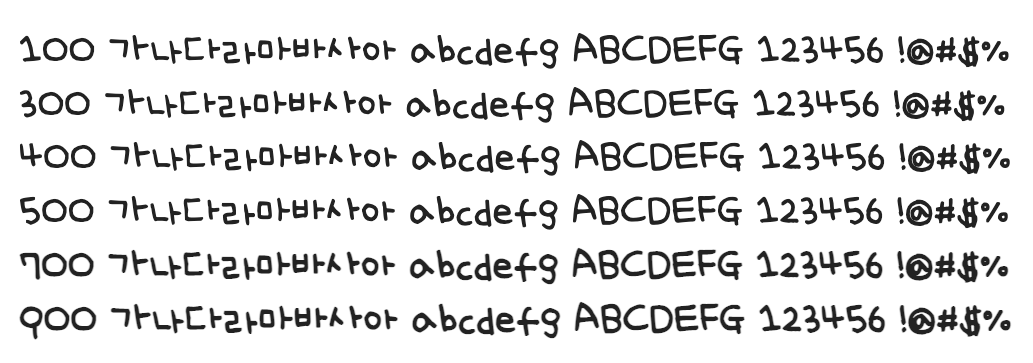 100 가나다라마바사아 abcdefg ABCDEFG 123456 !@#$%
300 가나다라마바사아 abcdefg ABCDEFG 123456 !@#$%
400 가나다라마바사아 abcdefg ABCDEFG 123456 !@#$%
500 가나다라마바사아 abcdefg ABCDEFG 123456 !@#$%
700 가나다라마바사아 abcdefg ABCDEFG 123456 !@#$%
900 가나다라마바사아 abcdefg ABCDEFG 123456 !@#$%